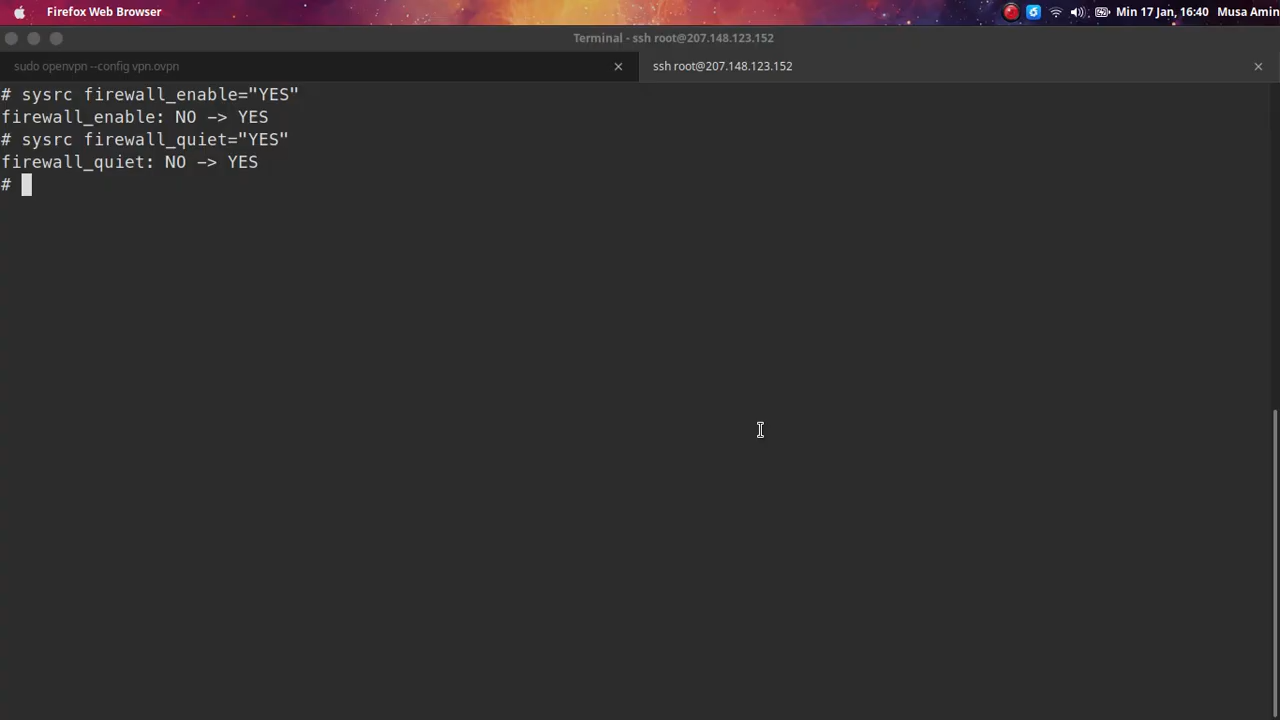 Firefox Web Browser
Min 17 Jan, 16:40 Musa Amin
Terminal - ssh root@207.148.123.152
sudo openvpn --config vpn.ovpn
ssh root@207.148.123.152
# sysrc firewall_enable="YES"
firewall_enable: NO -> YES
# sysrc firewall_quiet="YES"
firewall_quiet: NO -> YES
#